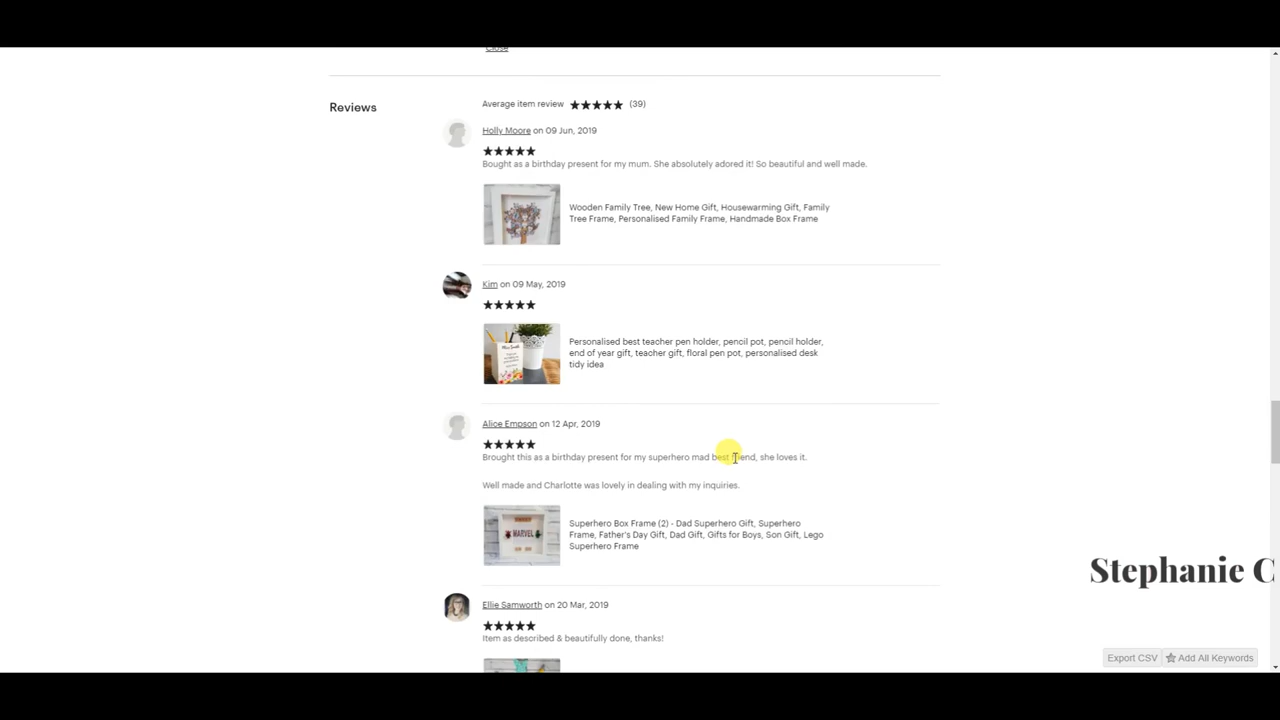 Close
Reviews
Average item review ★★★★★ (39)
Holly Moore on 09 Jun, 2019
★★★★★
Bought as a birthday present for my mum. She absolutely adored it! So beautiful and well made.
Wooden Family Tree, New Home Gift, Housewarming Gift, Family
Tree Frame, Personalised Family Frame, Handmade Box Frame
Kim on 09 May, 2019
★★★★★
Personalised best teacher pen holder, pencil pot, pencil holder,
end of year gift, teacher gift, floral pen pot, personalised desk
tidy idea
Alice Empson on 12 Apr, 2019
★★★★★
Brought this as a birthday present for my superhero mad best friend, she loves it.
Well made and Charlotte was lovely in dealing with my inquiries.
MARVEL
Superhero Box Frame (2) - Dad Superhero Gift, Superhero
Frame, Father's Day Gift, Dad Gift, Gifts for Boys, Son Gift, Lego
Superhero Frame
Stephanie C
Ellie Samworth on 20 Mar, 2019
★★★★★
Item as described & beautifully done, thanks!
Export CSV
Add All Keywords